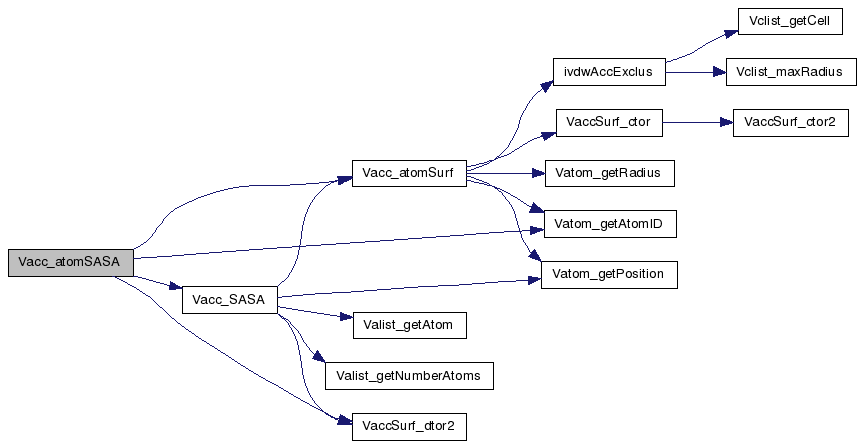 Vclist_getCell
ivdwAccExclus
Vclist_maxRadius
VaccSurf_ctor
VaccSurf_ctor2
Vacc_atomSurf
Vatom_getRadius
Vatom_getAtomID
Vacc_atomSASA
Vatom_getPosition
Vacc_SASA
Valist_getAtom
Valist_getNumberAtoms
VaccSurf_dtor2